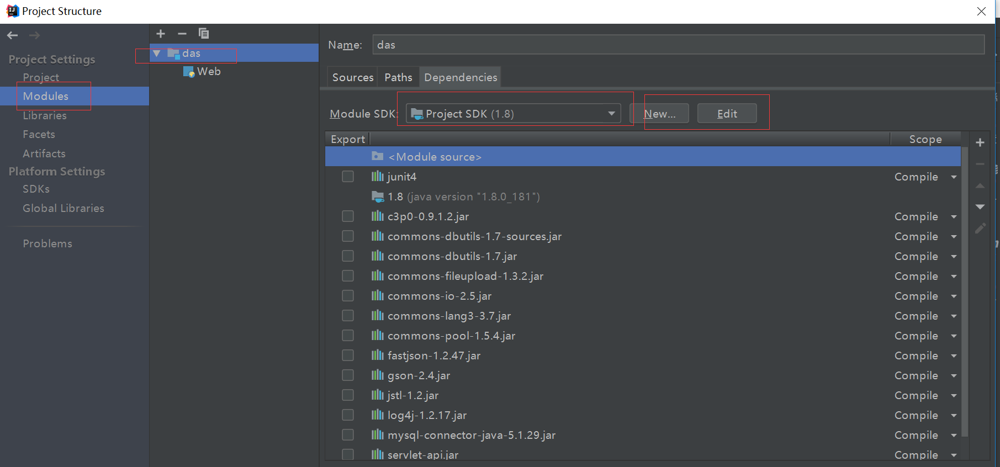 Project Structure
Project Settings
Project
Modules
Libraries
Facets
Artifacts
Platform Settings
SDKs
Global Libraries
Problems
das
Web
Name: das
Sources Paths Dependencies
Module SDK: Project SDK (1.8) New... Edit
Export Scope
<Module source>
junit4 Compile
1.8 (java version "1.8.0_181")
c3p0-0.9.1.2.jar Compile
commons-dbutils-1.7-sources.jar Compile
commons-dbutils-1.7.jar Compile
commons-fileupload-1.3.2.jar Compile
commons-io-2.5.jar Compile
commons-lang3-3.7.jar Compile
commons-pool-1.5.4.jar Compile
fastjson-1.2.47.jar Compile
gson-2.4.jar Compile
jstl-1.2.jar Compile
log4j-1.2.17.jar Compile
mysql-connector-java-5.1.29.jar Compile
servlet-api.jar Compile